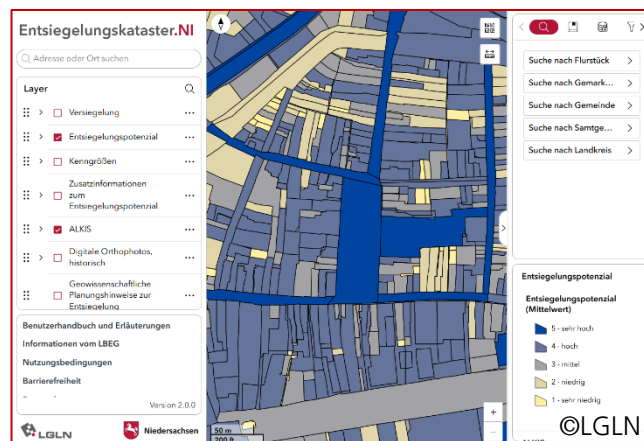 Entsiegelungskataster.NI
Adresse oder Ort suchen
Layer
Versiegelung
Entsiegelungspotenzial
Kenngrößen
Zusatzinformationen
zum
Entsiegelungspotenzial
ALKIS
Digitale Orthophotos,
historisch
Geowissenschaftliche
Planungshinweise zur
Entsiegelung
Benutzerhandbuch und Erläuterungen
Informationen vom LBEG
Nutzungsbedingungen
Barrierefreiheit
Version 2.0.0
LGLN
Niedersachsen
50 m
200 ft
Suche nach Flurstück
Suche nach Gemark...
Suche nach Gemeinde
Suche nach Samtge...
Suche nach Landkreis
Entsiegelungspotenzial
Entsiegelungspotenzial
(Mittelwert)
5 - sehr hoch
4 - hoch
3 - mittel
2 - niedrig
1 - sehr niedrig
©LGLN